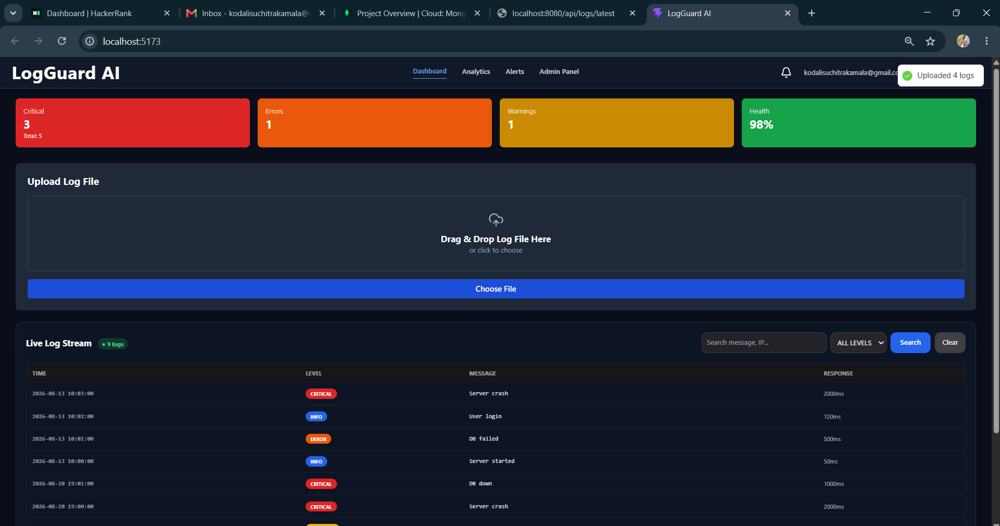 Dashboard | HackerRank
Inbox - kodalisuchitrakamala@g
Project Overview | Cloud: Mong
localhost:8080/api/logs/latest
LogGuard AI
localhost:5173
LogGuard AI
Dashboard
Analytics
Alerts
Admin Panel
kodalisuchitrakamala@gmail.co
Uploaded 4 logs
Critical
3
Total: 5
Errors
1
Warnings
1
Health
98%
Upload Log File
Drag & Drop Log File Here
or click to choose
Choose File
Live Log Stream ● 9 logs
Search message, IP...
ALL LEVELS
Search
Clear
TIME LEVEL MESSAGE RESPONSE
2026-08-13 10:03:00 CRITICAL Server crash 2000ms
2026-08-13 10:02:00 INFO User login 120ms
2026-08-13 10:01:00 ERROR DB failed 500ms
2026-08-13 10:00:00 INFO Server started 50ms
2026-08-20 19:01:00 CRITICAL DB down 1000ms
2026-08-20 19:00:00 CRITICAL Server crash 2000ms